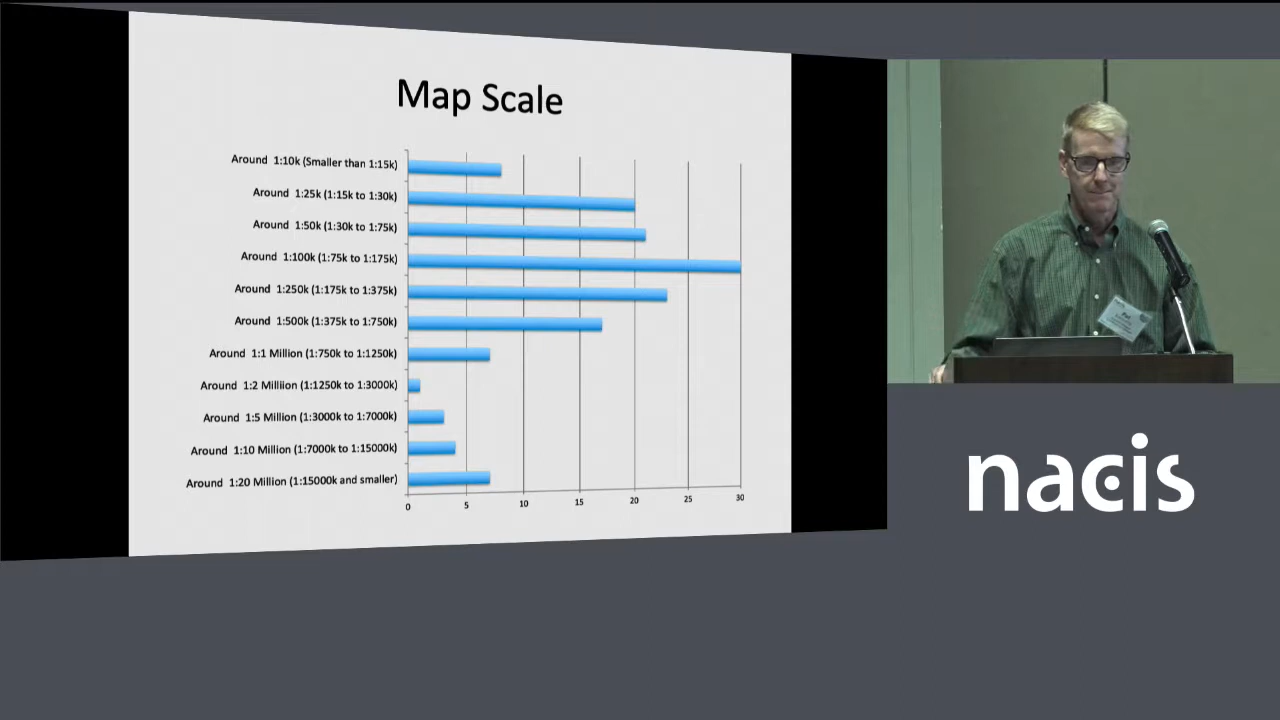 Map Scale
Around 1:10k (Smaller than 1:15k)
Around 1:25k (1:15k to 1:30k)
Around 1:50k (1:30k to 1:75k)
Around 1:100k (1:75k to 1:175k)
Around 1:250k (1:175k to 1:375k)
Around 1:500k (1:375k to 1:750k)
Around 1:1 Million (1:750k to 1:1250k)
Around 1:2 Milliion (1:1250k to 1:3000k)
Around 1:5 Million (1:3000k to 1:7000k)
Around 1:10 Million (1:7000k to 1:15000k)
Around 1:20 Million (1:15000k and smaller)
0 5 10 15 20 25 30
Pat
nacis